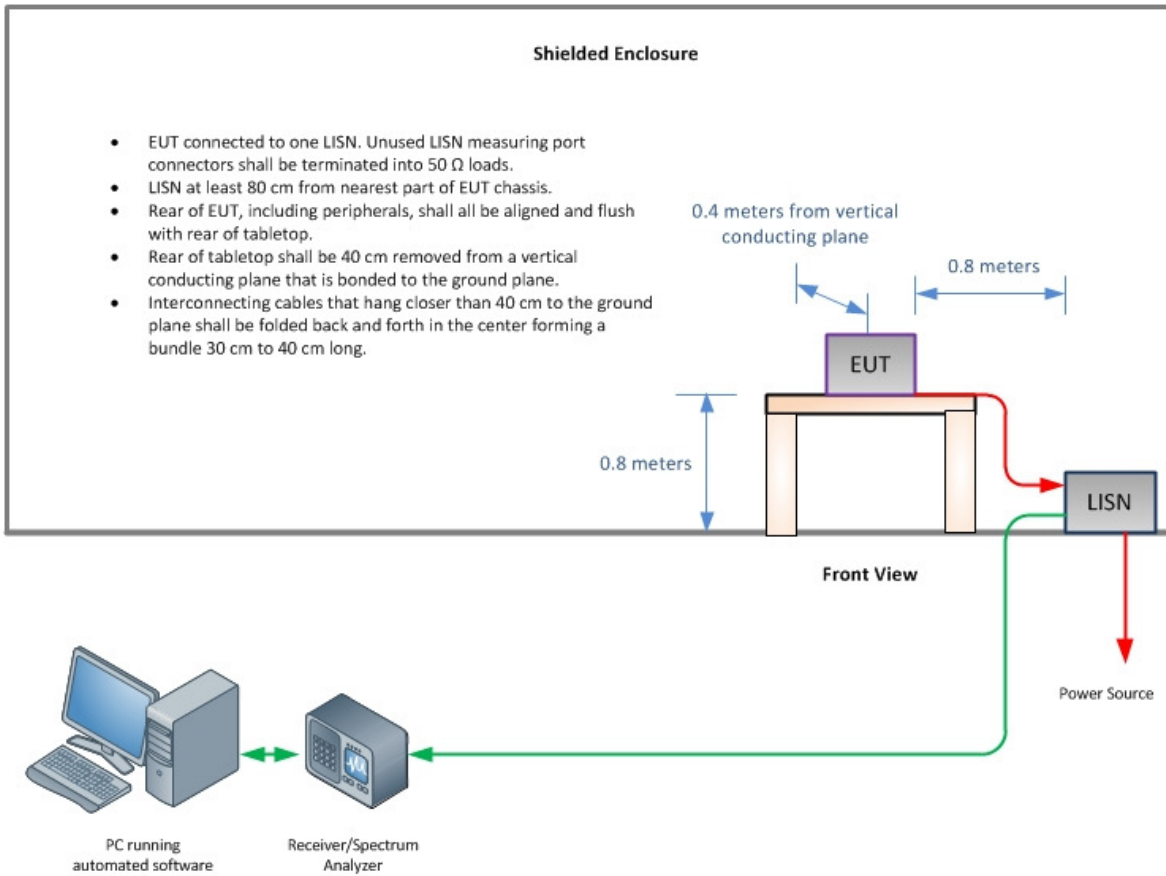 Shielded Enclosure
• EUT connected to one LISN. Unused LISN measuring port
connectors shall be terminated into 50 Ω loads.
• LISN at least 80 cm from nearest part of EUT chassis.
• Rear of EUT, including peripherals, shall all be aligned and flush
with rear of tabletop.
• Rear of tabletop shall be 40 cm removed from a vertical
conducting plane that is bonded to the ground plane.
• Interconnecting cables that hang closer than 40 cm to the ground
plane shall be folded back and forth in the center forming a
bundle 30 cm to 40 cm long.
0.4 meters from vertical
conducting plane
0.8 meters
EUT
0.8 meters
LISN
Front View
Power Source
PC running
automated software
Receiver/Spectrum
Analyzer